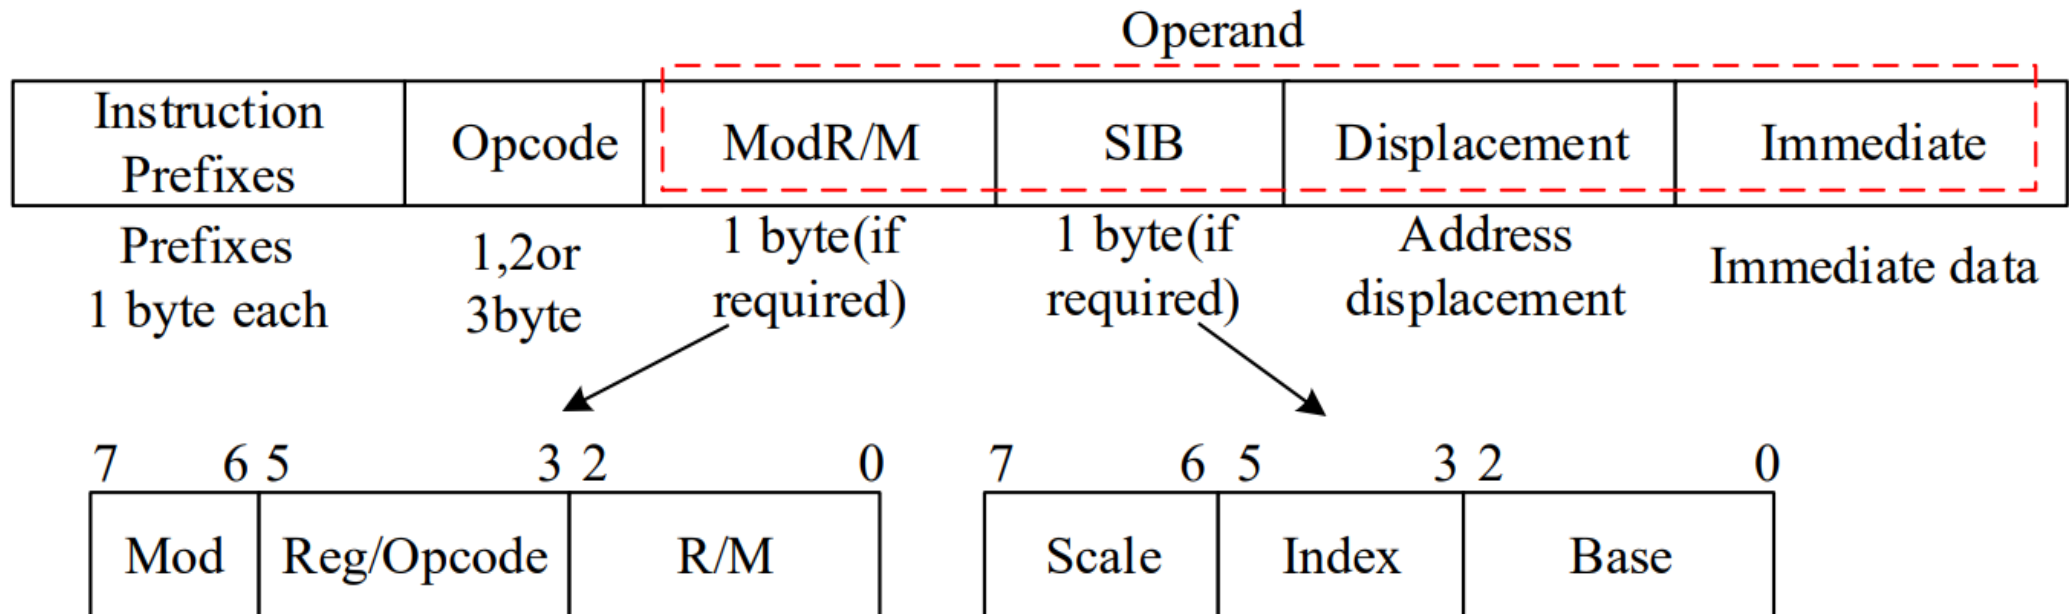 Operand
Instruction
Prefixes
Opcode
ModR/M
SIB
Displacement
Immediate
Prefixes
1 byte each
1,2or
3byte
1 byte(if
required)
1 byte(if
required)
Address
displacement
Immediate data
7 6 5 3 2 0
Mod Reg/Opcode R/M
7 6 5 3 2 0
Scale Index Base